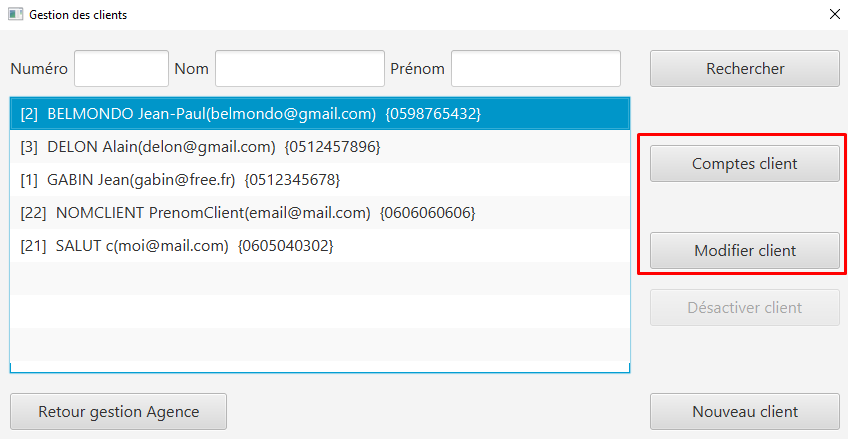 Gestion des clients
Numéro Nom Prénom Rechercher
[2] BELMONDO Jean-Paul(belmondo@gmail.com) {0598765432}
[3] DELON Alain(delon@gmail.com) {0512457896}
[1] GABIN Jean(gabin@free.fr) {0512345678}
[22] NOMCLIENT PrenomClient(email@mail.com) {0606060606}
[21] SALUT c(moi@mail.com) {0605040302}
Comptes client
Modifier client
Désactiver client
Retour gestion Agence
Nouveau client